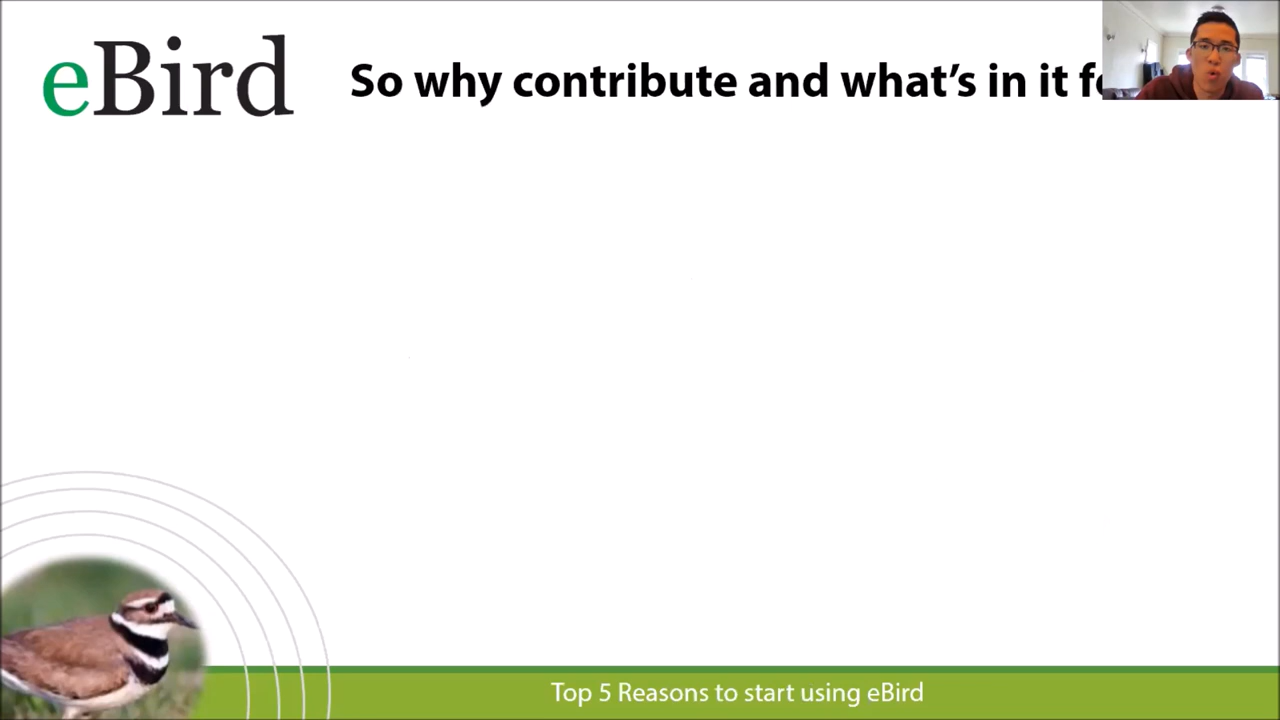 eBird
So why contribute and what's in it
Top 5 Reasons to start using eBird